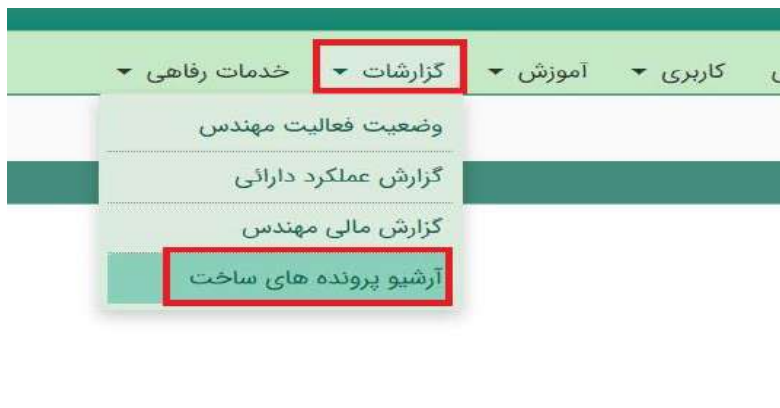 کاربری آموزش گزارشات خدمات رفاهی
وضعیت فعالیت مهندس
گزارش عملکرد دارائی
گزارش مالی مهندس
آرشیو پرونده های ساخت